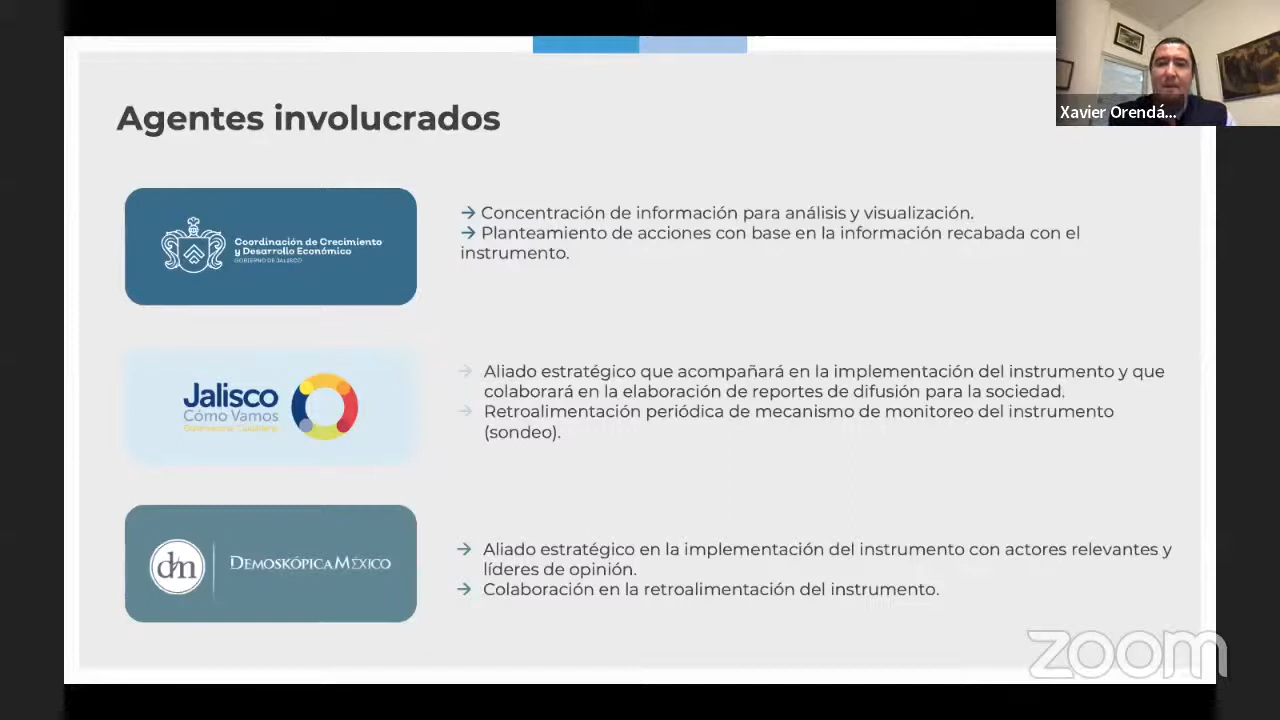 Agentes involucrados
Xavier Orendá...
Coordinación de Crecimiento
y Desarrollo Económico
GOBIERNO DE JALISCO
→ Concentración de información para análisis y visualización.
→ Planteamiento de acciones con base en la información recabada con el
instrumento.
Jalisco
Cómo Vamos
→ Aliado estratégico que acompañará en la implementación del instrumento y que
colaborará en la elaboración de reportes de difusión para la sociedad.
→ Retroalimentación periódica de mecanismo de monitoreo del instrumento
(sondeo).
dm
DEMOSKÓPICA MÉXICO
→ Aliado estratégico en la implementación del instrumento con actores relevantes y
líderes de opinión.
→ Colaboración en la retroalimentación del instrumento.
zoom